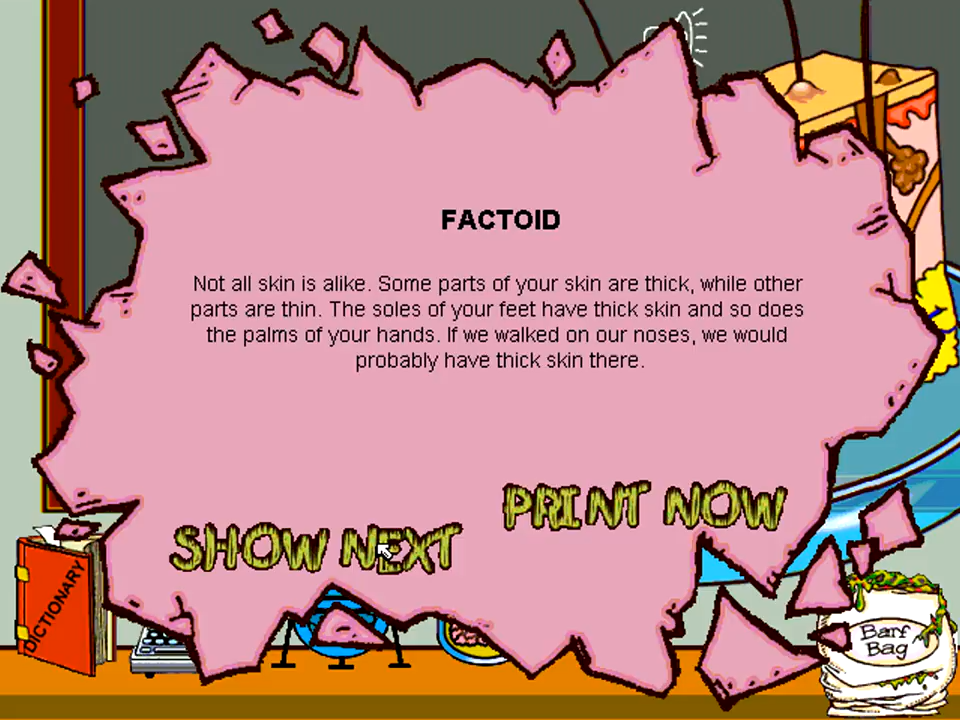 FACTOID
Not all skin is alike. Some parts of your skin are thick, while other
parts are thin. The soles of your feet have thick skin and so does
the palms of your hands. If we walked on our noses, we would
probably have thick skin there.
PRINT NOW
SHOW NEXT
DICTIONARY
Barf
Bag